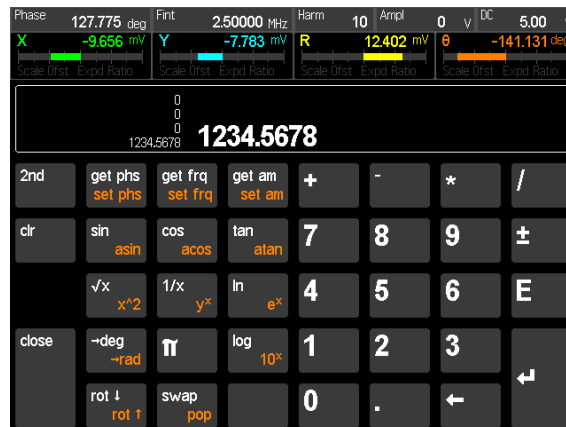 Phase 127.775 deg Fint 2.50000 MHz Harm 10 Ampl 0 V DC 5.00
X -9.656 mV Y -7.783 mV R 12.402 mV θ -141.131 deg
Scale Ofst Expd Ratio Scale Ofst Expd Ratio Scale Ofst Expd Ratio Scale Ofst Expd Ratio
0
0
0
1234.5678 1234.5678
2nd get phs get frq get am + - * /
set phs set frq set am
clr sin cos tan 7 8 9 ±
asin acos atan
√x 1/x ln 4 5 6 E
x^2 yˣ eˣ
close →deg π log 1 2 3 ↵
→rad 10ˣ
rot ↓ swap 0 . ←
rot ↑ pop